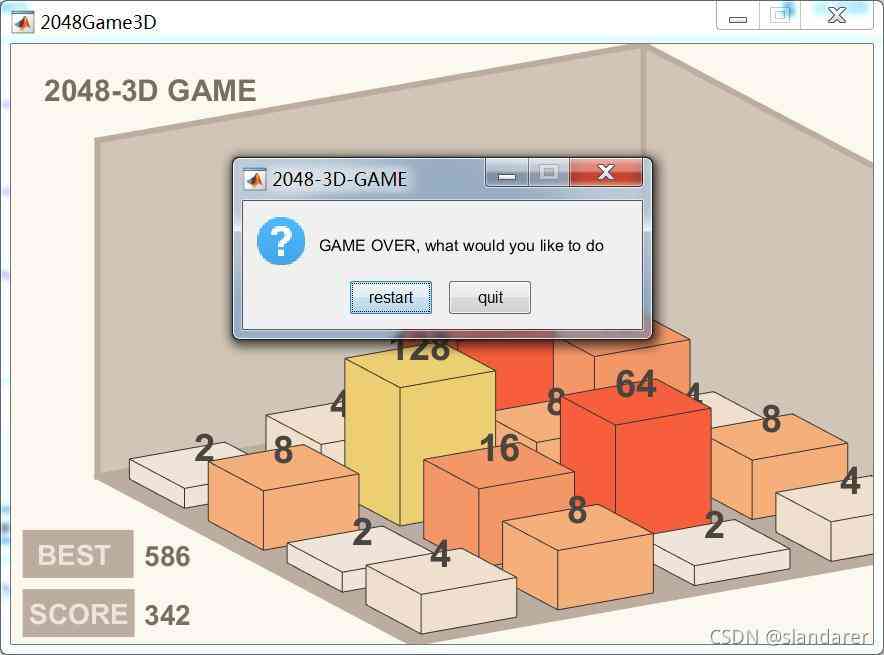 2048Game3D
2048-3D GAME
2048-3D-GAME
GAME OVER, what would you like to do
restart quit
128
64
4 8 4 8
2 8 16 4
2 8 2
4
BEST 586
SCORE 342
CSDN @slandarer